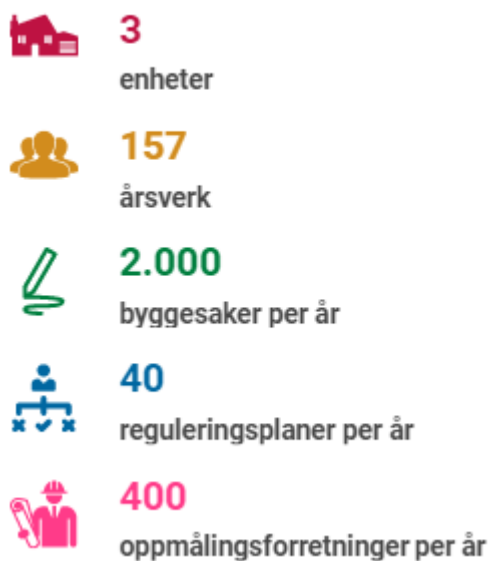 3
enheter
157
årsverk
2.000
byggesaker per år
40
reguleringsplaner per år
400
oppmålingsforretninger per år